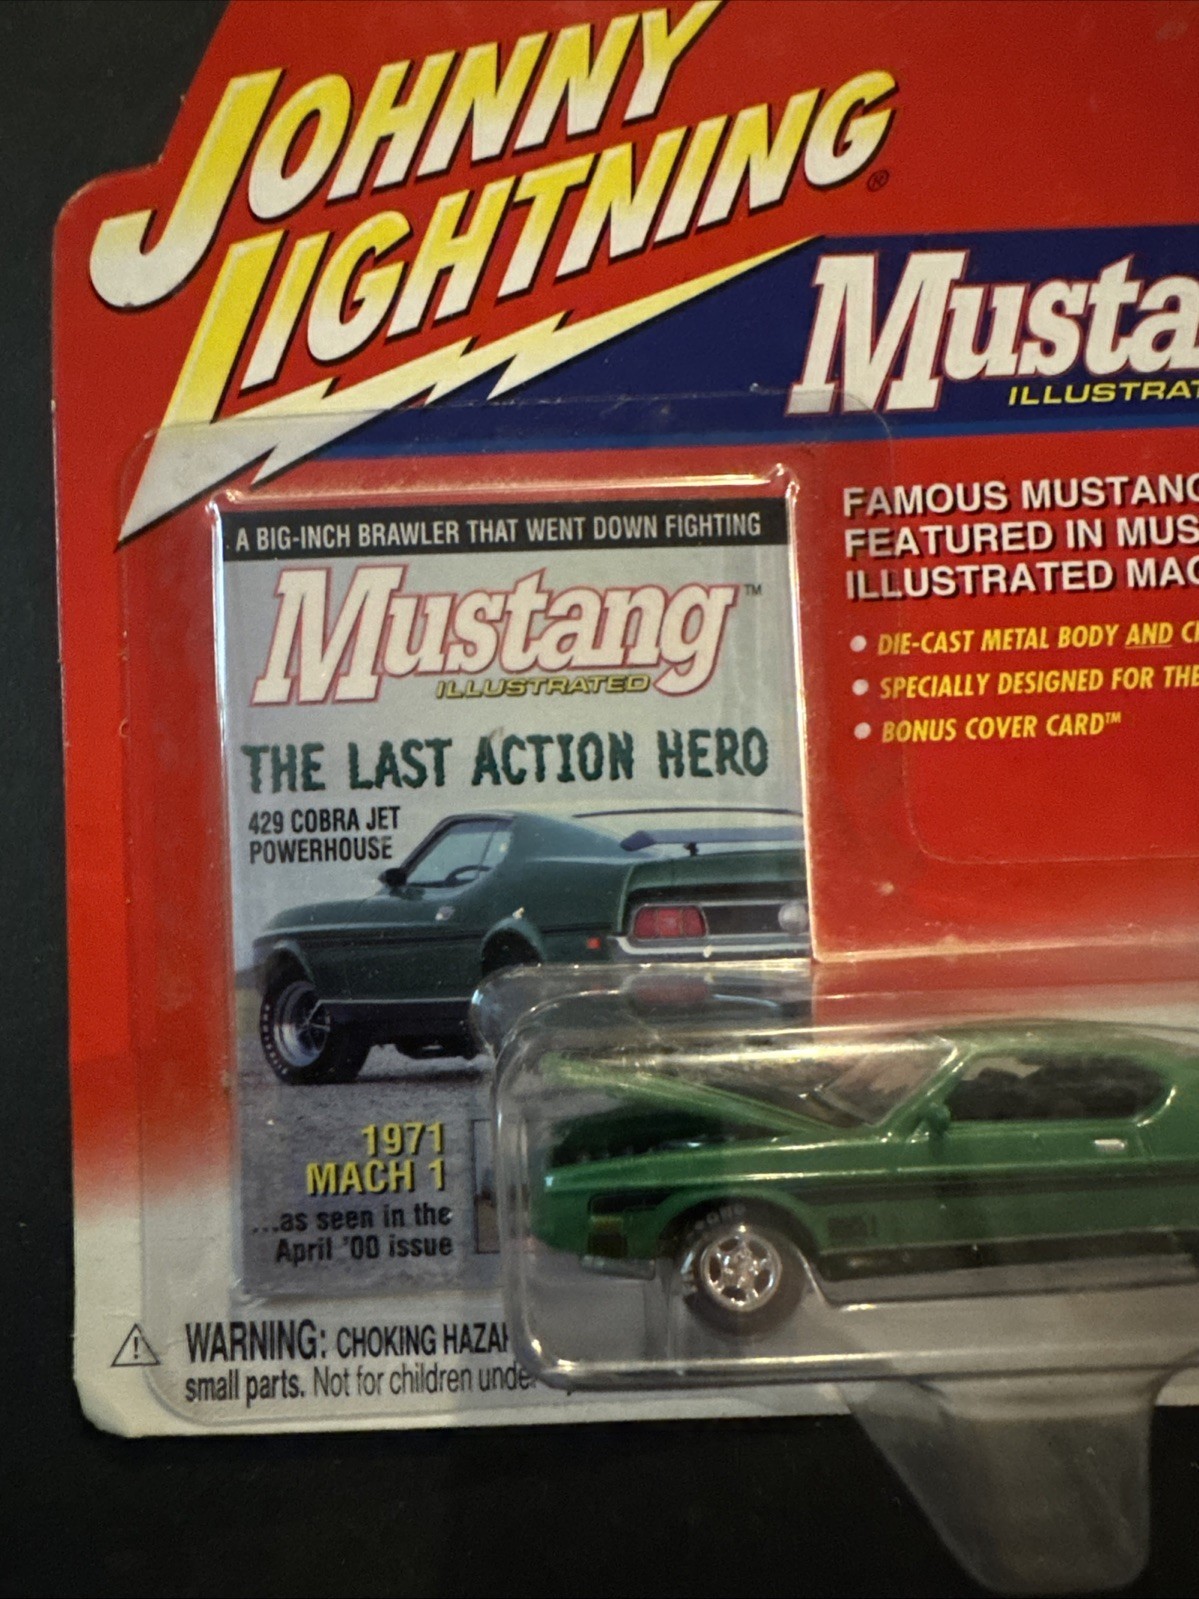 JOHNNY
LIGHTNING®
Musta
ILLUSTRAT
FAMOUS MUSTANG
FEATURED IN MUS
ILLUSTRATED MAG
• DIE-CAST METAL BODY AND C
• SPECIALLY DESIGNED FOR THE
• BONUS COVER CARD™
A BIG-INCH BRAWLER THAT WENT DOWN FIGHTING
Mustang™
ILLUSTRATED
THE LAST ACTION HERO
429 COBRA JET
POWERHOUSE
1971
MACH 1
...as seen in the
April '00 issue
WARNING: CHOKING HAZAR
small parts. Not for children unde